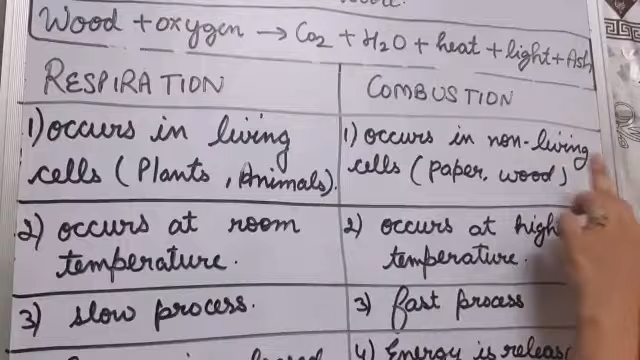 Wood + oxygen → Co2 + H2O + heat + light + Ash
RESPIRATION
COMBUSTION
1) occurs in living
cells (Plants, Animals).
1) occurs in non-living
cells (Paper, wood)
2) occurs at room
temperature.
2) occurs at high
temperature.
3) slow process.
3) fast process
4) Energy is releas